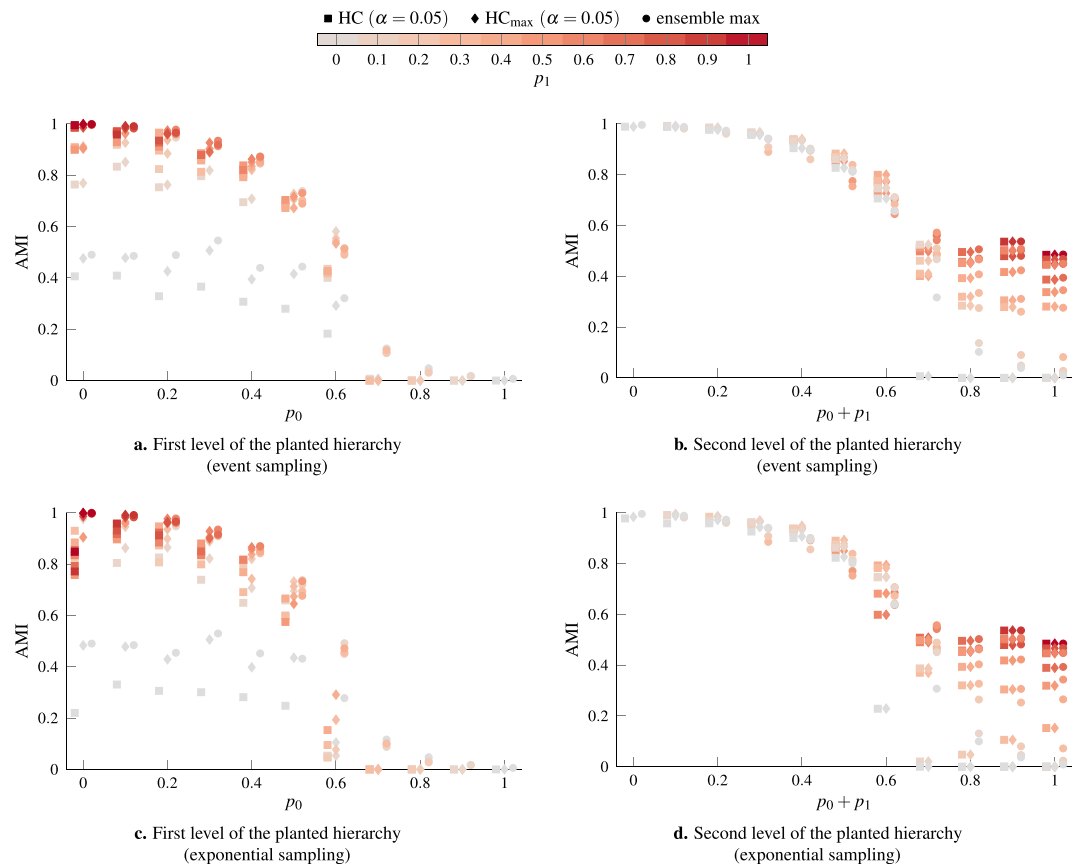 HC (α = 0.05) HCmax (α = 0.05) ensemble max
0 0.1 0.2 0.3 0.4 0.5 0.6 0.7 0.8 0.9 1
p1
1
0.8
0.6
0.4
0.2
0
AMI
0 0.2 0.4 0.6 0.8 1
p0
a. First level of the planted hierarchy
(event sampling)
1
0.8
0.6
0.4
0.2
0
AMI
0 0.2 0.4 0.6 0.8 1
p0 + p1
b. Second level of the planted hierarchy
(event sampling)
1
0.8
0.6
0.4
0.2
0
AMI
0 0.2 0.4 0.6 0.8 1
p0
c. First level of the planted hierarchy
(exponential sampling)
1
0.8
0.6
0.4
0.2
0
AMI
0 0.2 0.4 0.6 0.8 1
p0 + p1
d. Second level of the planted hierarchy
(exponential sampling)